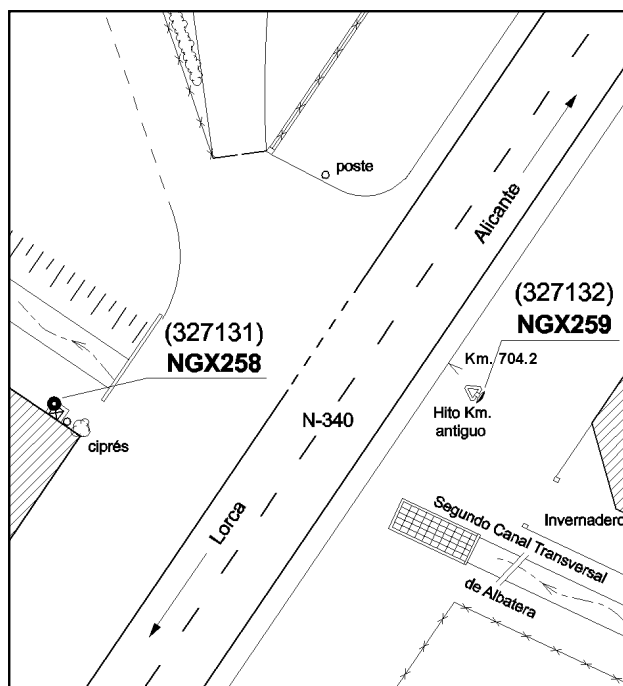 poste
Alicante
(327132)
NGX259
(327131)
NGX258
Km. 704.2
N-340
Hito Km.
antiguo
ciprés
Lorca
Segundo Canal Transversal
de Albatera
Invernadero